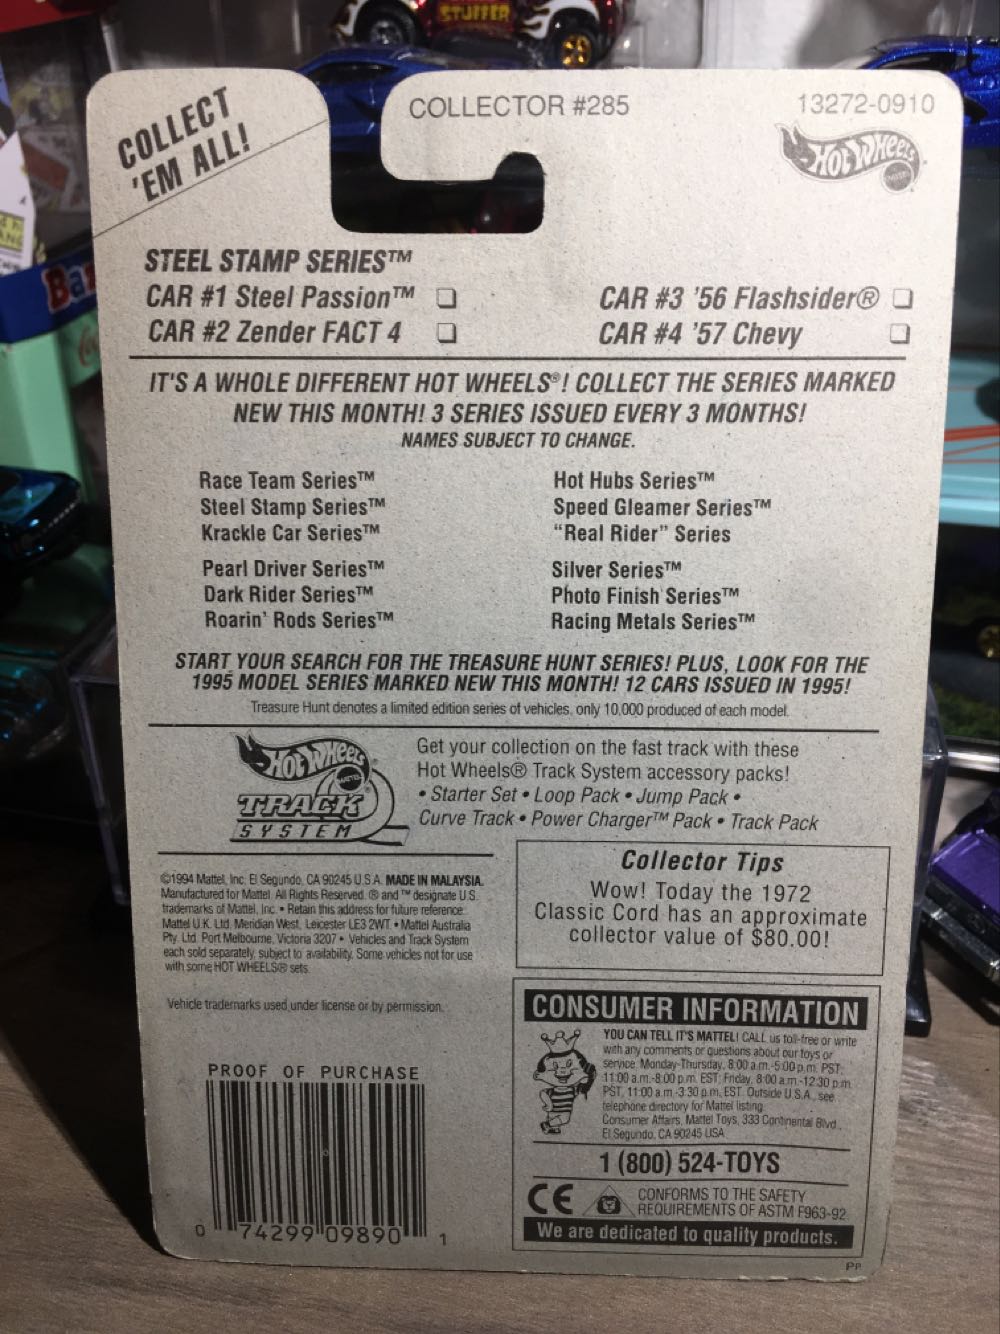 STUFFER
COLLECT
'EM ALL!
COLLECTOR #285
13272-0910
HOT WHEELS
MATTEL
STEEL STAMP SERIES™
CAR #1 Steel Passion™ ❏
CAR #2 Zender FACT 4 ❏
CAR #3 '56 Flashsider® ❏
CAR #4 '57 Chevy ❏
IT'S A WHOLE DIFFERENT HOT WHEELS®! COLLECT THE SERIES MARKED
NEW THIS MONTH! 3 SERIES ISSUED EVERY 3 MONTHS!
NAMES SUBJECT TO CHANGE.
Race Team Series™
Steel Stamp Series™
Krackle Car Series™
Pearl Driver Series™
Dark Rider Series™
Roarin' Rods Series™
Hot Hubs Series™
Speed Gleamer Series™
“Real Rider” Series
Silver Series™
Photo Finish Series™
Racing Metals Series™
START YOUR SEARCH FOR THE TREASURE HUNT SERIES! PLUS, LOOK FOR THE
1995 MODEL SERIES MARKED NEW THIS MONTH! 12 CARS ISSUED IN 1995!
Treasure Hunt denotes a limited edition series of vehicles, only 10,000 produced of each model.
HOT WHEELS
MATTEL
TRACK
SYSTEM
Get your collection on the fast track with these
Hot Wheels® Track System accessory packs!
• Starter Set • Loop Pack • Jump Pack •
Curve Track • Power Charger™ Pack • Track Pack
©1994 Mattel, Inc. El Segundo, CA 90245 U.S.A. MADE IN MALAYSIA.
Manufactured for Mattel. All Rights Reserved. ® and ™ designate U.S.
trademarks of Mattel, Inc. • Retain this address for future reference:
Mattel U.K. Ltd. Meridian West, Leicester LE3 2WT. • Mattel Australia
Pty. Ltd. Port Melbourne, Victoria 3207 • Vehicles and Track System
each sold separately, subject to availability. Some vehicles not for use
with some HOT WHEELS® sets.
Vehicle trademarks used under license or by permission.
Collector Tips
Wow! Today the 1972
Classic Cord has an approximate
collector value of $80.00!
CONSUMER INFORMATION
YOU CAN TELL IT'S MATTEL! CALL us toll-free or write
with any comments or questions about our toys or
service, Monday-Thursday, 8:00 a.m.-5:00 p.m. PST;
11:00 a.m.-8:00 p.m. EST; Friday, 8:00 a.m.-12:30 p.m.
PST, 11:00 a.m.-3:30 p.m. EST. Outside U.S.A., see
telephone directory for Mattel listing.
Consumer Affairs, Mattel Toys, 333 Continental Blvd.,
El Segundo, CA 90245 USA
1 (800) 524-TOYS
CE
CONFORMS TO THE SAFETY
REQUIREMENTS OF ASTM F963-92
We are dedicated to quality products.
PP
PROOF OF PURCHASE
0 74299 09890 1